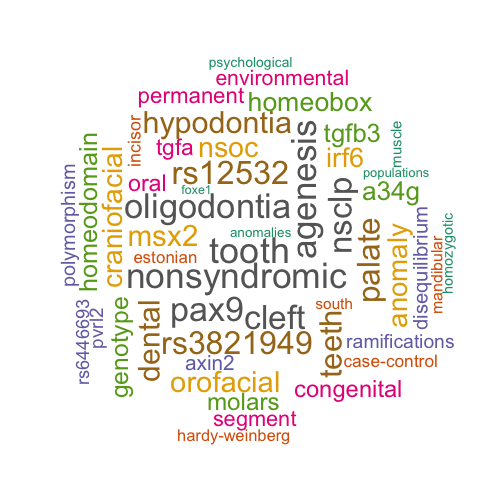 psychological
environmental
permanent
homeobox
hypodontia
tgfb3
muscle
incisor
tgfa
nsoc
agenesis
irf6
rs12532
populations
oral
foxe1
a34g
nsclp
polymorphism
homeodomain
craniofacial
oligodontia
msx2
anomalies
tooth
palate
anomaly
disequilibrium
mandibular
homozygotic
estonian
nonsyndromic
pax9
cleft
south
rs6446693
pvrl2
genotype
dental
rs3821949
teeth
ramifications
axin2
case-control
orofacial
congenital
molars
segment
hardy-weinberg